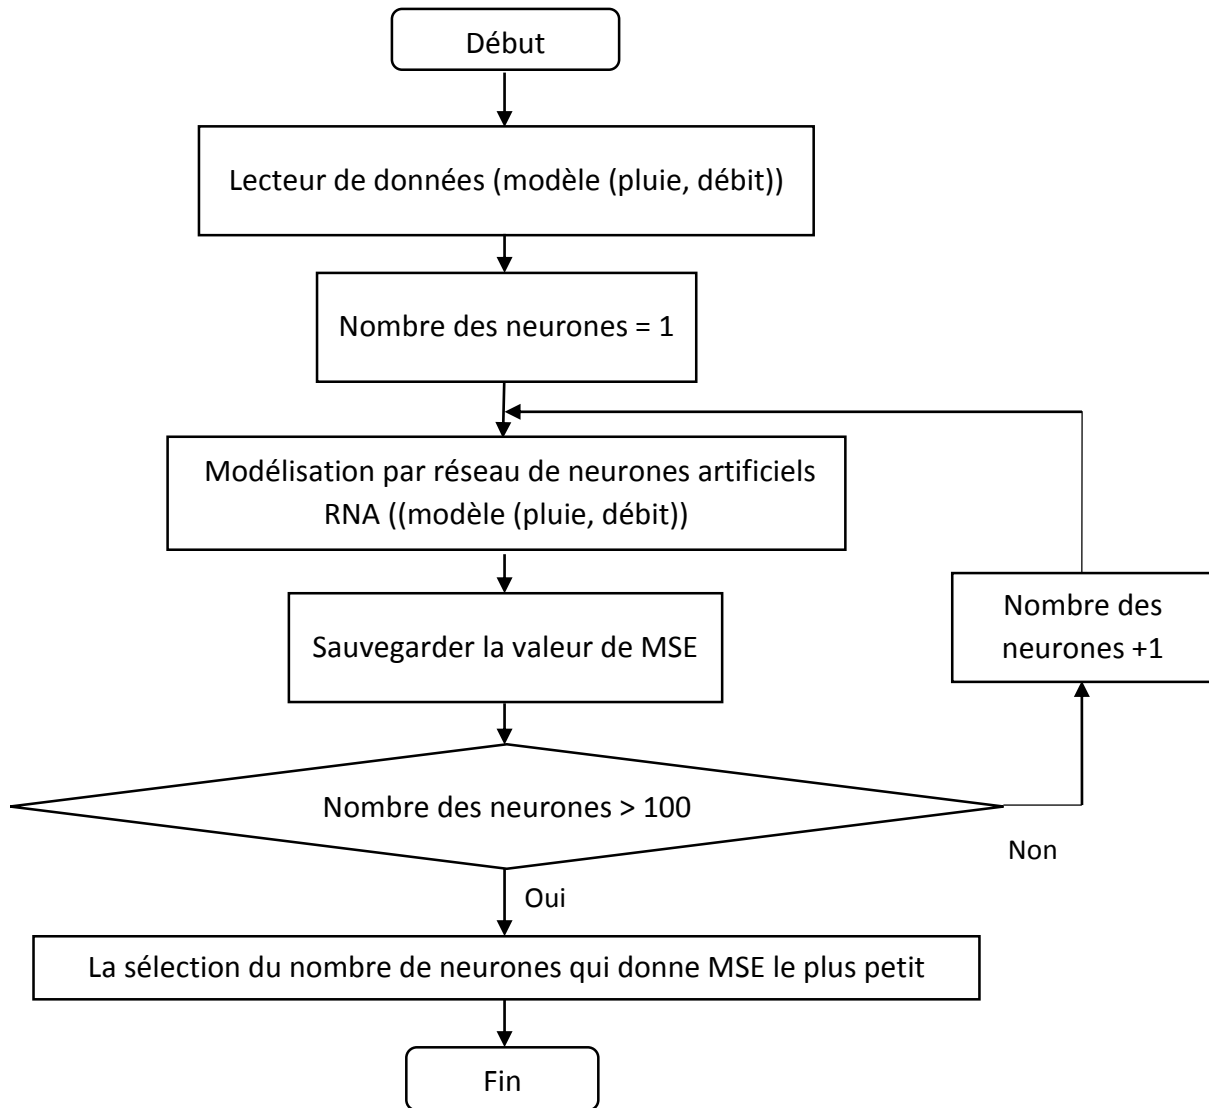 Début
Lecteur de données (modèle (pluie, débit))
Nombre des neurones = 1
Modélisation par réseau de neurones artificiels
RNA ((modèle (pluie, débit))
Sauvegarder la valeur de MSE
Nombre des
neurones +1
Nombre des neurones > 100
Non
Oui
La sélection du nombre de neurones qui donne MSE le plus petit
Fin